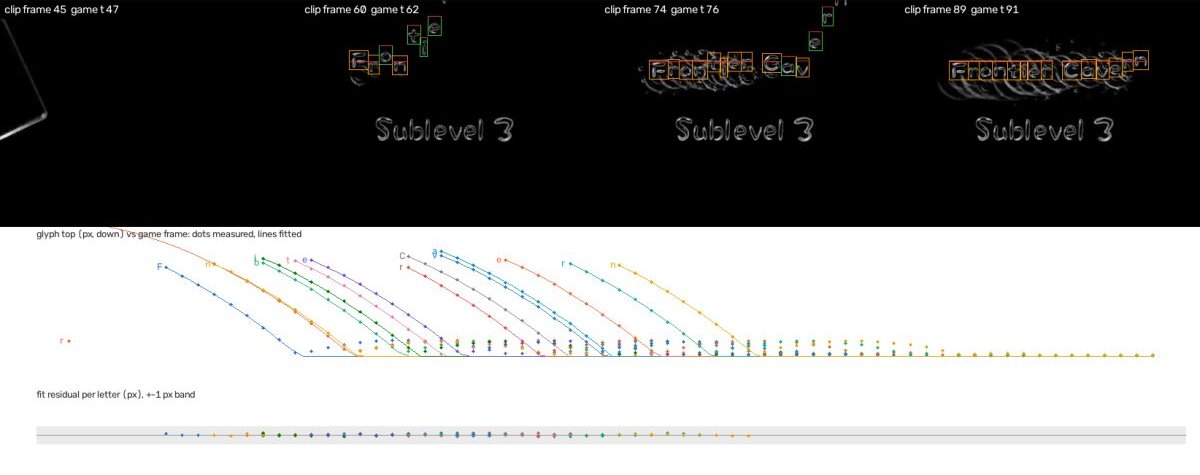 clip frame 45 game t 47
clip frame 60 game t 62
clip frame 74 game t 76
clip frame 89 game t 91
F r o n t i e
Frontier Cav e r n
Frontier Cavern
Sublevel 3
Sublevel 3
Sublevel 3
glyph top (px, down) vs game frame: dots measured, lines fitted
F n i o t e C r a v e r n
r
fit residual per letter (px), +-1 px band